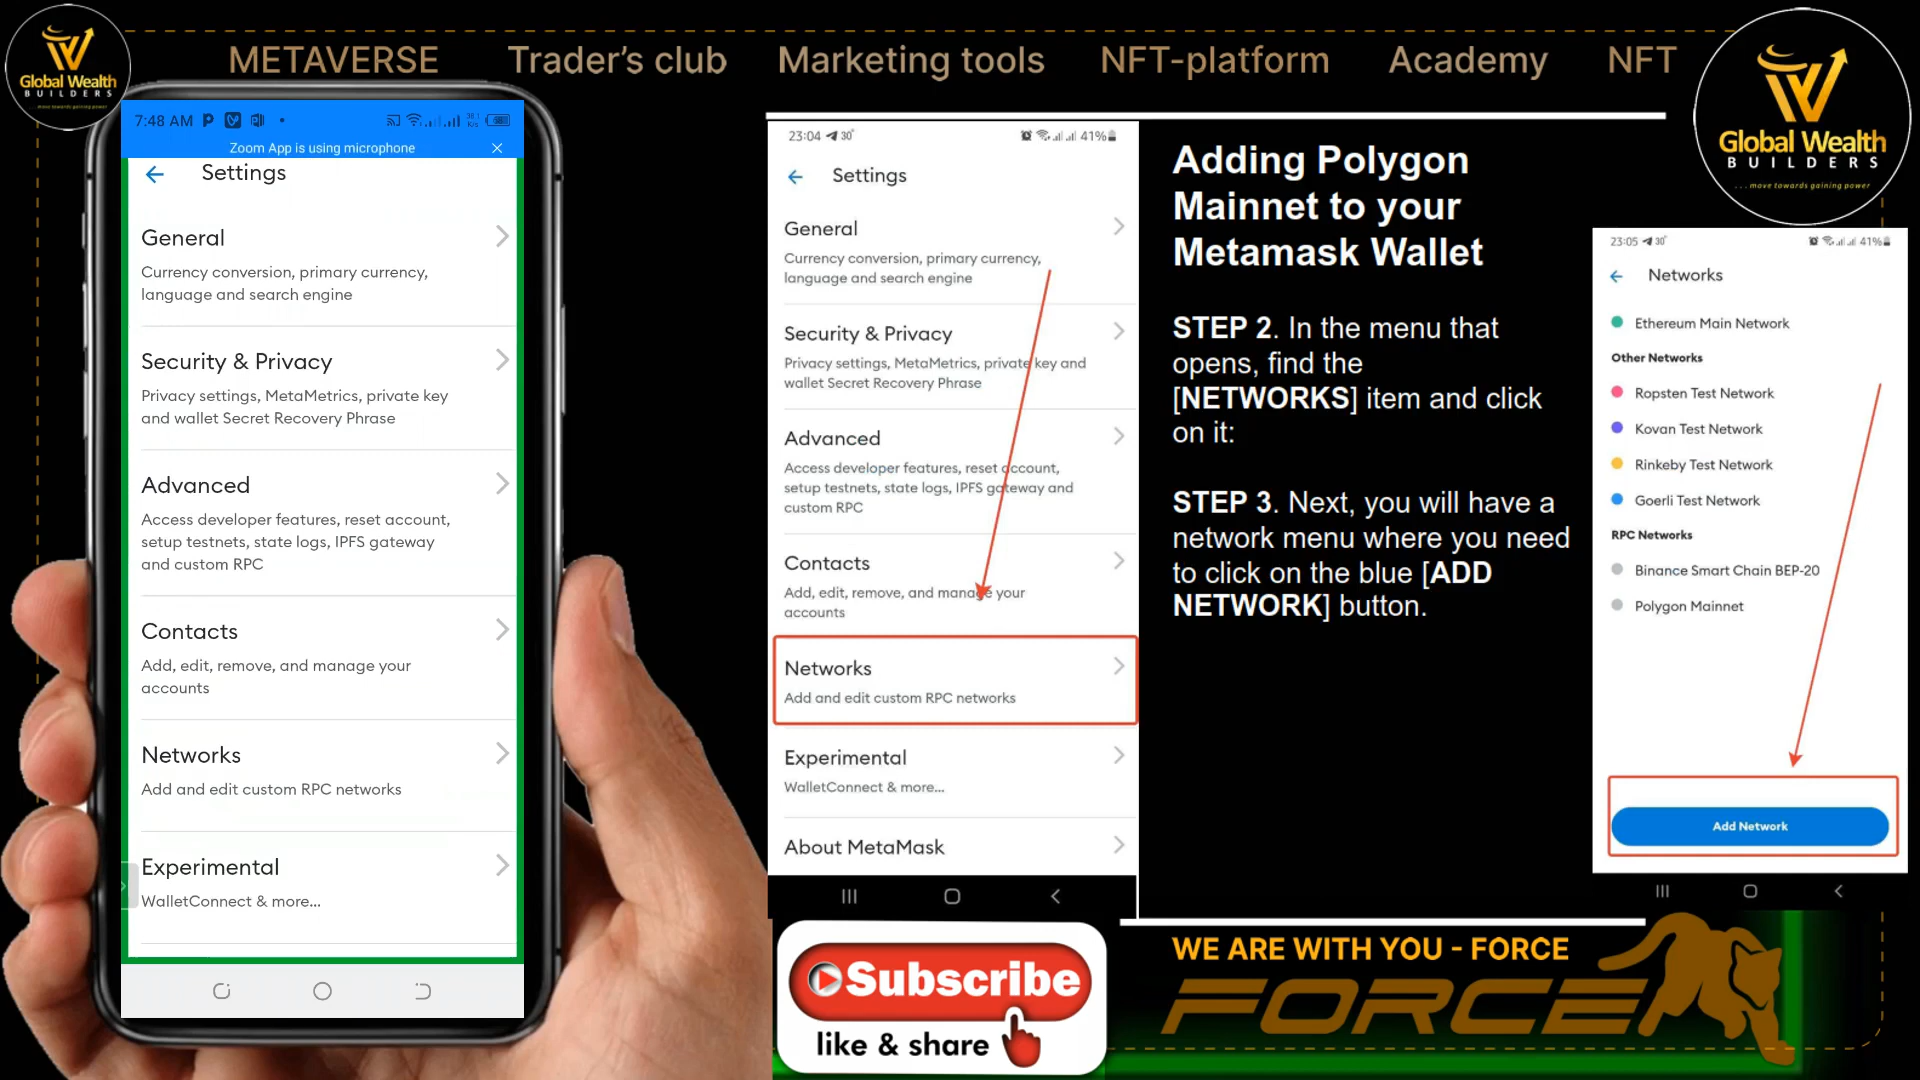 METAVERSE Trader's club Marketing tools NFT-platform Academy NFT
Global Wealth
BUILDERS
...move towards gaining power
Global Wealth
BUILDERS
...move towards gaining power
7:48 AM
Zoom App is using microphone
Settings
General
Currency conversion, primary currency,
language and search engine
Security & Privacy
Privacy settings, MetaMetrics, private key
and wallet Secret Recovery Phrase
Advanced
Access developer features, reset account,
setup testnets, state logs, IPFS gateway
and custom RPC
Contacts
Add, edit, remove, and manage your
accounts
Networks
Add and edit custom RPC networks
Experimental
WalletConnect & more...
23:04 30° 41%
Settings
General
Currency conversion, primary currency,
language and search engine
Security & Privacy
Privacy settings, MetaMetrics, private key and
wallet Secret Recovery Phrase
Advanced
Access developer features, reset account,
setup testnets, state logs, IPFS gateway and
custom RPC
Contacts
Add, edit, remove, and manage your
accounts
Networks
Add and edit custom RPC networks
Experimental
WalletConnect & more...
About MetaMask
Adding Polygon
Mainnet to your
Metamask Wallet
STEP 2. In the menu that
opens, find the
[NETWORKS] item and click
on it:
STEP 3. Next, you will have a
network menu where you need
to click on the blue [ADD
NETWORK] button.
23:05 30° 41%
Networks
Ethereum Main Network
Other Networks
Ropsten Test Network
Kovan Test Network
Rinkeby Test Network
Goerli Test Network
RPC Networks
Binance Smart Chain BEP-20
Polygon Mainnet
Add Network
Subscribe
like & share
WE ARE WITH YOU - FORCE
FORCE